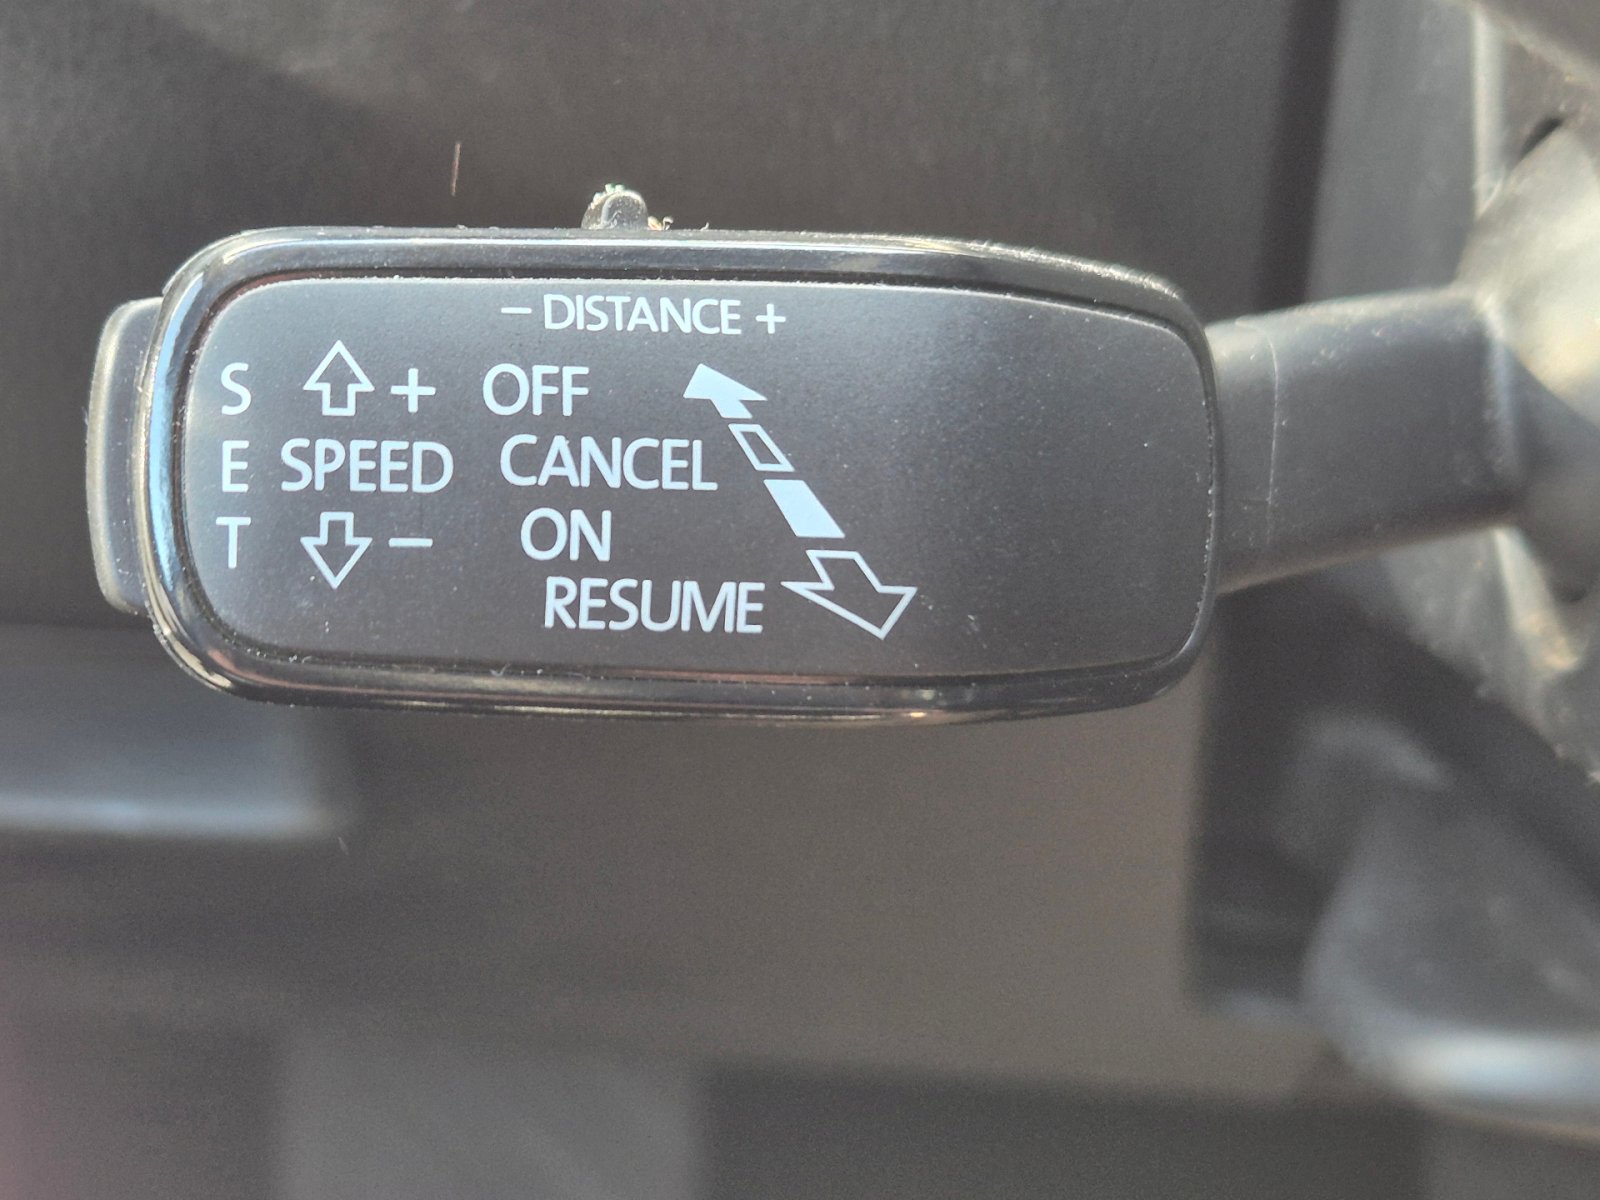 – DISTANCE +
S + OFF
E SPEED CANCEL
T – ON
RESUME